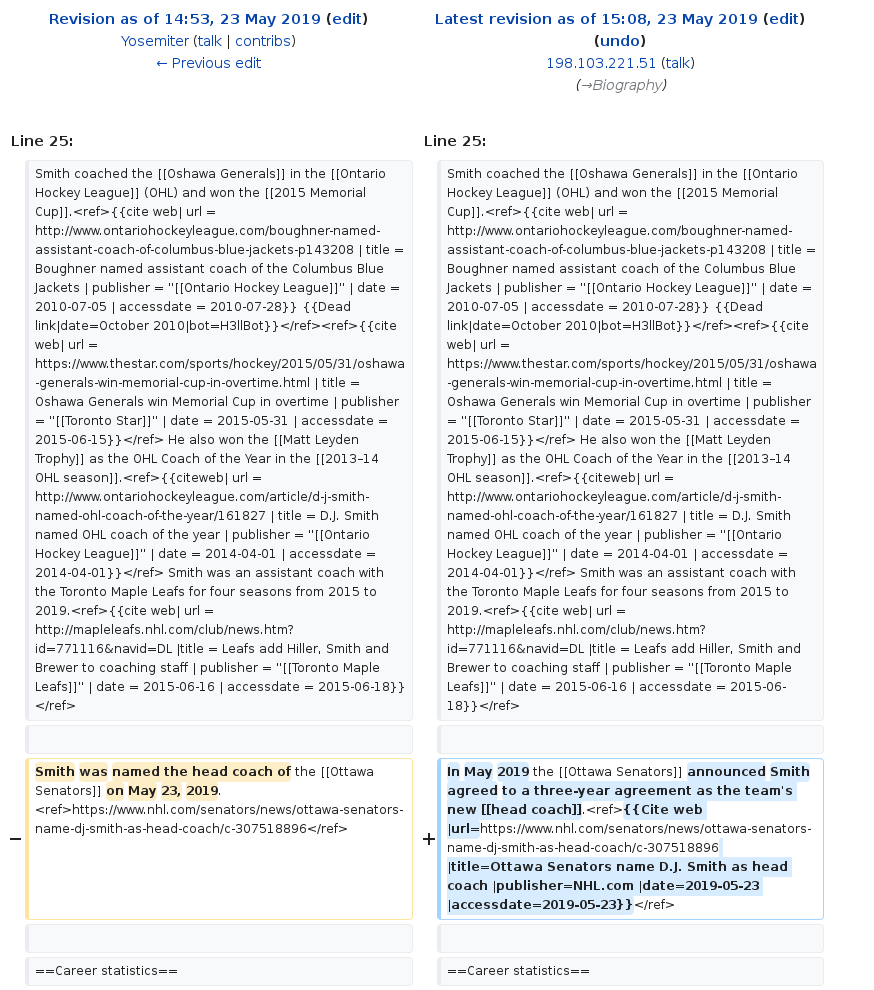 Revision as of 14:53, 23 May 2019 (edit)
Yosemiter (talk | contribs)
← Previous edit
Latest revision as of 15:08, 23 May 2019 (edit)
(undo)
198.103.221.51 (talk)
(→Biography)
Line 25:
Smith coached the [[Oshawa Generals]] in the [[Ontario
Hockey League]] (OHL) and won the [[2015 Memorial
Cup]].<ref>{{cite web| url =
http://www.ontariohockeyleague.com/boughner-named-
assistant-coach-of-columbus-blue-jackets-p143208 | title =
Boughner named assistant coach of the Columbus Blue
Jackets | publisher = "[[Ontario Hockey League]]" | date =
2010-07-05 | accessdate = 2010-07-28}} {{Dead
link|date=October 2010|bot=H3llBot}}</ref><ref>{{cite
web| url =
https://www.thestar.com/sports/hockey/2015/05/31/oshawa
-generals-win-memorial-cup-in-overtime.html | title =
Oshawa Generals win Memorial Cup in overtime | publisher
= "[[Toronto Star]]" | date = 2015-05-31 | accessdate =
2015-06-15}}</ref> He also won the [[Matt Leyden
Trophy]] as the OHL Coach of the Year in the [[2013–14
OHL season]].<ref>{{citeweb| url =
http://www.ontariohockeyleague.com/article/d-j-smith-
named-ohl-coach-of-the-year/161827 | title = D.J. Smith
named OHL coach of the year | publisher = "[[Ontario
Hockey League]]" | date = 2014-04-01 | accessdate =
2014-04-01}}</ref> Smith was an assistant coach with
the Toronto Maple Leafs for four seasons from 2015 to
2019.<ref>{{cite web| url =
http://mapleleafs.nhl.com/club/news.htm?
id=771116&navid=DL |title = Leafs add Hiller, Smith and
Brewer to coaching staff | publisher = "[[Toronto Maple
Leafs]]" | date = 2015-06-16 | accessdate = 2015-06-18}}
</ref>
− Smith was named the head coach of the [[Ottawa
Senators]] on May 23, 2019.
<ref>https://www.nhl.com/senators/news/ottawa-senators-
name-dj-smith-as-head-coach/c-307518896</ref>
==Career statistics==
Line 25:
Smith coached the [[Oshawa Generals]] in the [[Ontario
Hockey League]] (OHL) and won the [[2015 Memorial
Cup]].<ref>{{cite web| url =
http://www.ontariohockeyleague.com/boughner-named-
assistant-coach-of-columbus-blue-jackets-p143208 | title =
Boughner named assistant coach of the Columbus Blue
Jackets | publisher = "[[Ontario Hockey League]]" | date =
2010-07-05 | accessdate = 2010-07-28}} {{Dead
link|date=October 2010|bot=H3llBot}}</ref><ref>{{cite
web| url =
https://www.thestar.com/sports/hockey/2015/05/31/oshawa
-generals-win-memorial-cup-in-overtime.html | title =
Oshawa Generals win Memorial Cup in overtime | publisher
= "[[Toronto Star]]" | date = 2015-05-31 | accessdate =
2015-06-15}}</ref> He also won the [[Matt Leyden
Trophy]] as the OHL Coach of the Year in the [[2013–14
OHL season]].<ref>{{citeweb| url =
http://www.ontariohockeyleague.com/article/d-j-smith-
named-ohl-coach-of-the-year/161827 | title = D.J. Smith
named OHL coach of the year | publisher = "[[Ontario
Hockey League]]" | date = 2014-04-01 | accessdate =
2014-04-01}}</ref> Smith was an assistant coach with
the Toronto Maple Leafs for four seasons from 2015 to
2019.<ref>{{cite web| url =
http://mapleleafs.nhl.com/club/news.htm?
id=771116&navid=DL |title = Leafs add Hiller, Smith and
Brewer to coaching staff | publisher = "[[Toronto Maple
Leafs]]" | date = 2015-06-16 | accessdate = 2015-06-
18}}</ref>
+ In May 2019 the [[Ottawa Senators]] announced Smith
agreed to a three-year agreement as the team's
new [[head coach]].<ref>{{Cite web
|url=https://www.nhl.com/senators/news/ottawa-senators-
name-dj-smith-as-head-coach/c-307518896
|title=Ottawa Senators name D.J. Smith as head
coach |publisher=NHL.com |date=2019-05-23
|accessdate=2019-05-23}}</ref>
==Career statistics==